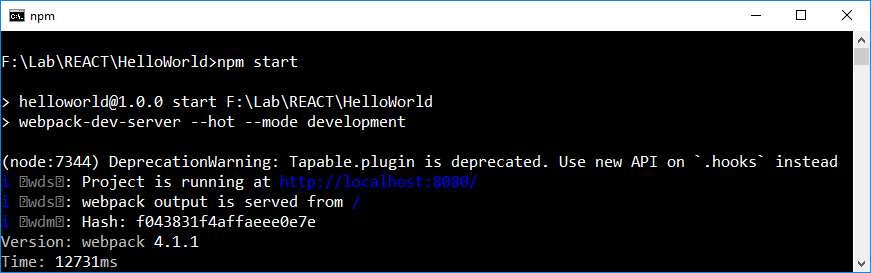 npm
F:\Lab\REACT\HelloWorld>npm start
> helloworld@1.0.0 start F:\Lab\REACT\HelloWorld
> webpack-dev-server --hot --mode development
(node:7344) DeprecationWarning: Tapable.plugin is deprecated. Use new API on `.hooks` instead
i 「wds」: Project is running at http://localhost:8080/
i 「wds」: webpack output is served from /
i 「wdm」: Hash: f043831f4affaeee0e7e
Version: webpack 4.1.1
Time: 12731ms